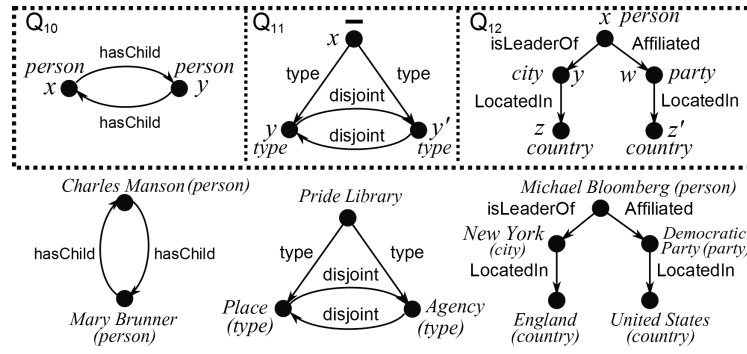 Q10
hasChild
person person
x y
hasChild
Q11
x
type type
disjoint
disjoint
y y'
type type
Q12
x person
isLeaderOf Affiliated
city y w party
LocatedIn LocatedIn
z z'
country country
Charles Manson (person)
hasChild hasChild
Mary Brunner
(person)
Pride Library
type type
disjoint
Place disjoint Agency
(type) (type)
Michael Bloomberg (person)
isLeaderOf Affiliated
New York Democratic
(city) Party (party)
LocatedIn LocatedIn
England United States
(country) (country)